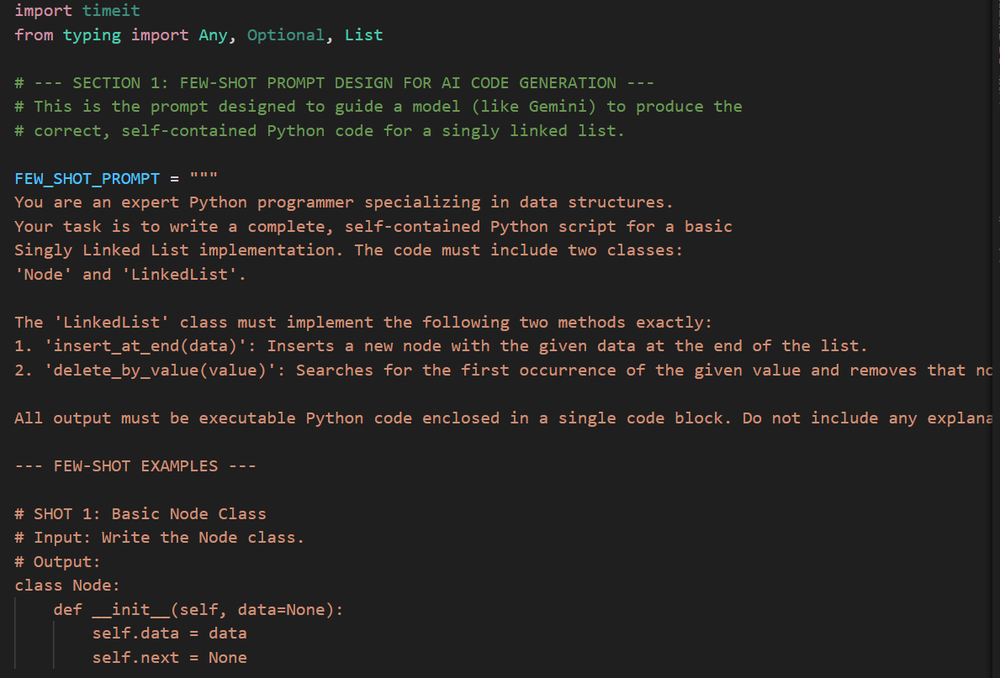 import timeit
from typing import Any, Optional, List
# --- SECTION 1: FEW-SHOT PROMPT DESIGN FOR AI CODE GENERATION ---
# This is the prompt designed to guide a model (like Gemini) to produce the
# correct, self-contained Python code for a singly linked list.
FEW_SHOT_PROMPT = """
You are an expert Python programmer specializing in data structures.
Your task is to write a complete, self-contained Python script for a basic
Singly Linked List implementation. The code must include two classes:
'Node' and 'LinkedList'.
The 'LinkedList' class must implement the following two methods exactly:
1. 'insert_at_end(data)': Inserts a new node with the given data at the end of the list.
2. 'delete_by_value(value)': Searches for the first occurrence of the given value and removes that
All output must be executable Python code enclosed in a single code block. Do not include any
--- FEW-SHOT EXAMPLES ---
# SHOT 1: Basic Node Class
# Input: Write the Node class.
# Output:
class Node:
    def __init__(self, data=None):
        self.data = data
        self.next = None